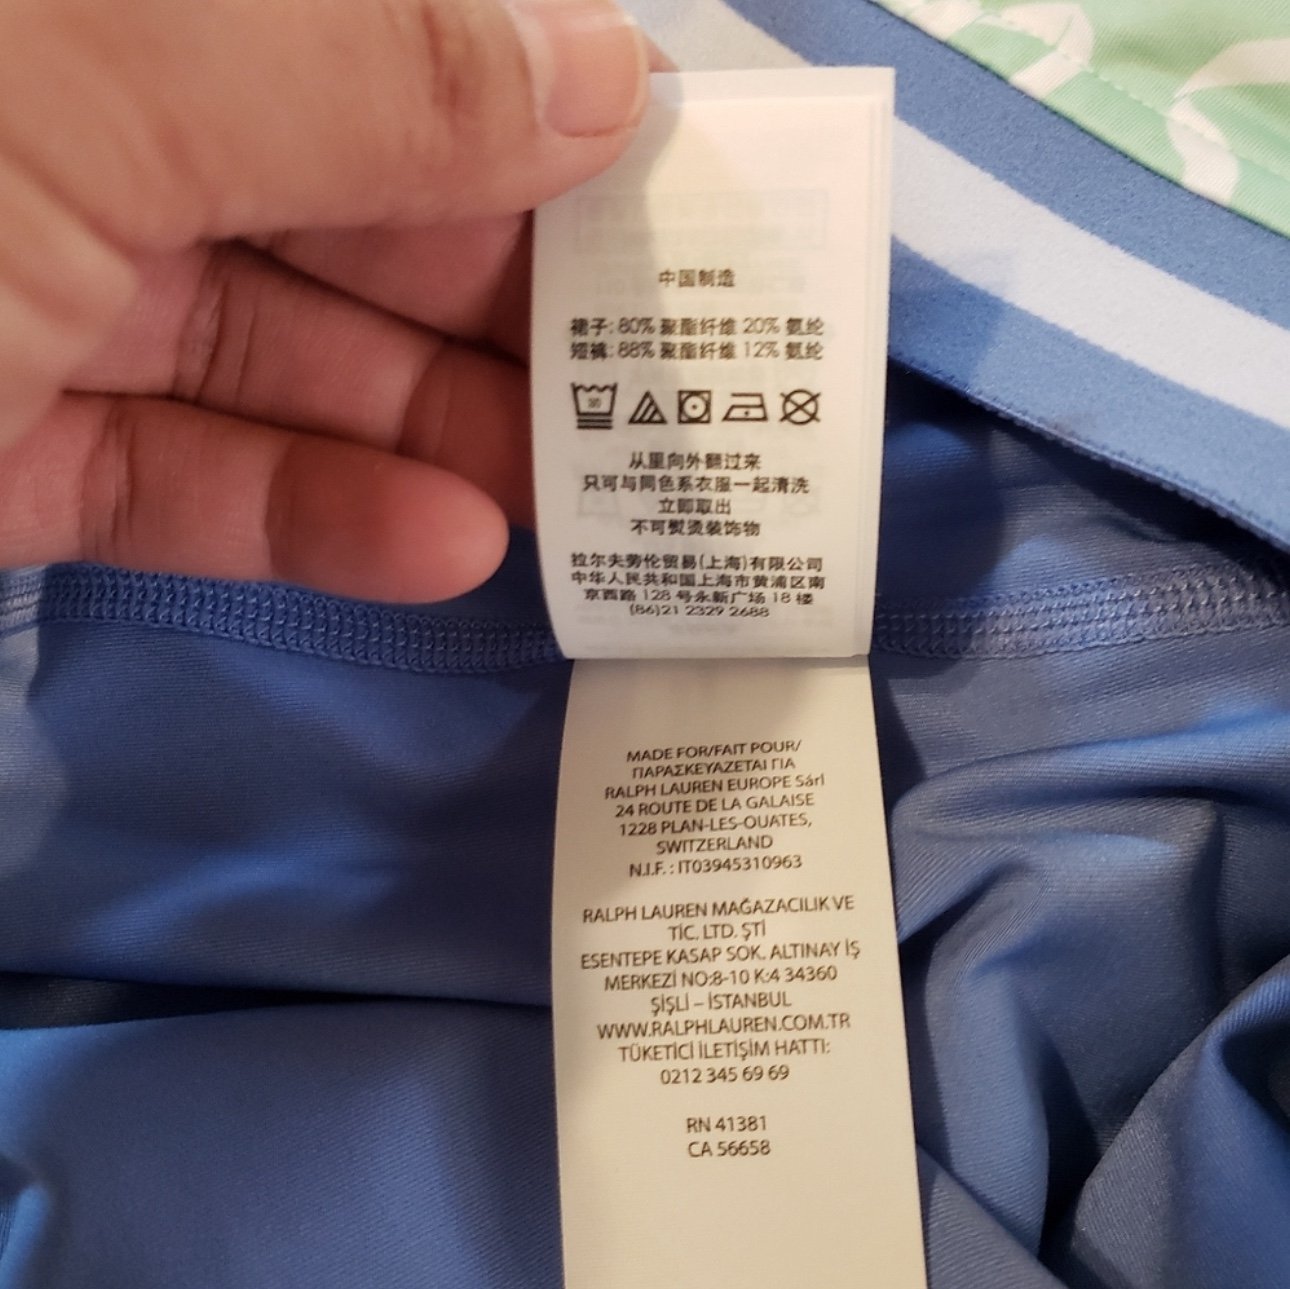 中国制造
裙子: 80% 聚酯纤维 20% 氨纶
短裤: 88% 聚酯纤维 12% 氨纶
30
从里向外翻过来
只可与同色系衣服一起清洗
立即取出
不可熨烫装饰物
拉尔夫劳伦贸易(上海)有限公司
中华人民共和国上海市黄浦区南
京西路 128 号永新广场 18 楼
(86)21 2329 2688
MADE FOR/FAIT POUR/
ΠΑΡΑΣΚΕΥΑΖΕΤΑΙ ΓΙΑ
RALPH LAUREN EUROPE Sárl
24 ROUTE DE LA GALAISE
1228 PLAN-LES-OUATES,
SWITZERLAND
N.I.F. : IT03945310963
RALPH LAUREN MAĞAZACILIK VE
TİC. LTD. ŞTİ
ESENTEPE KASAP SOK. ALTINAY İŞ
MERKEZİ NO:8-10 K:4 34360
ŞİŞLİ – İSTANBUL
WWW.RALPHLAUREN.COM.TR
TÜKETİCİ İLETİŞİM HATTI:
0212 345 69 69
RN 41381
CA 56658